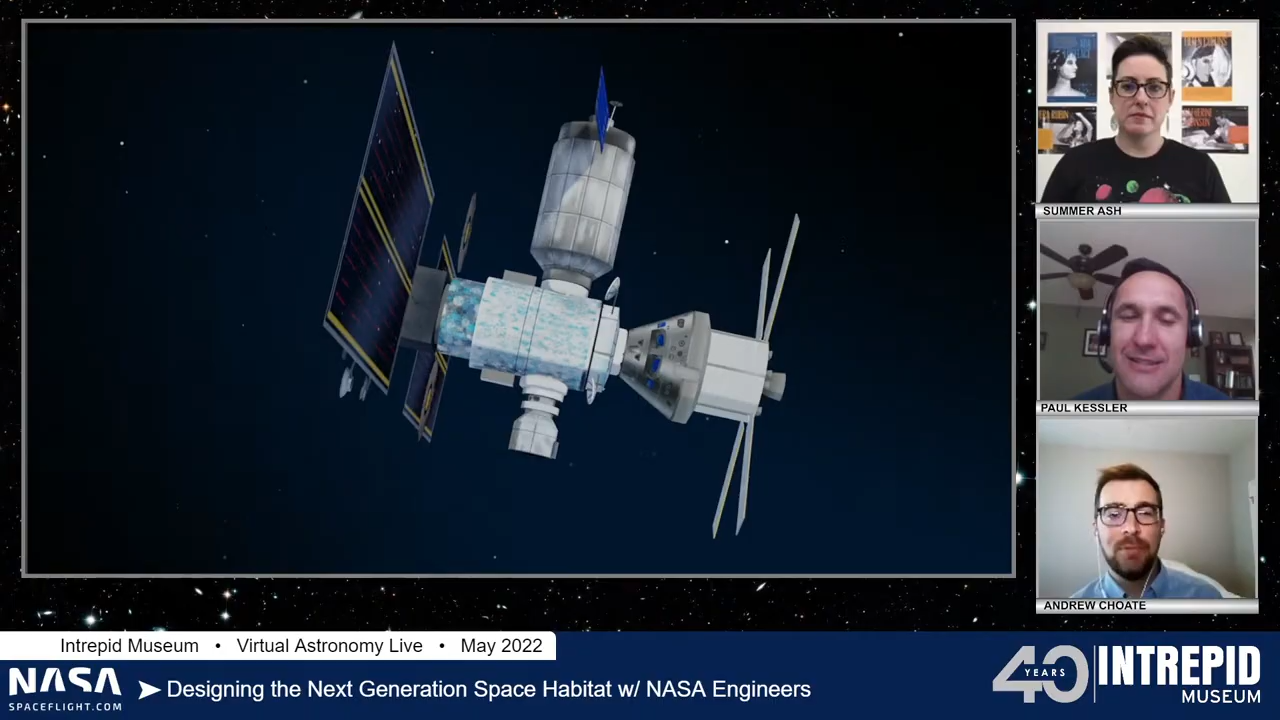 SUMMER ASH
PAUL KESSLER
ANDREW CHOATE
Intrepid Museum • Virtual Astronomy Live • May 2022
NASA
SPACEFLIGHT.COM
➤ Designing the Next Generation Space Habitat w/ NASA Engineers
40
YEARS
INTREPID
MUSEUM